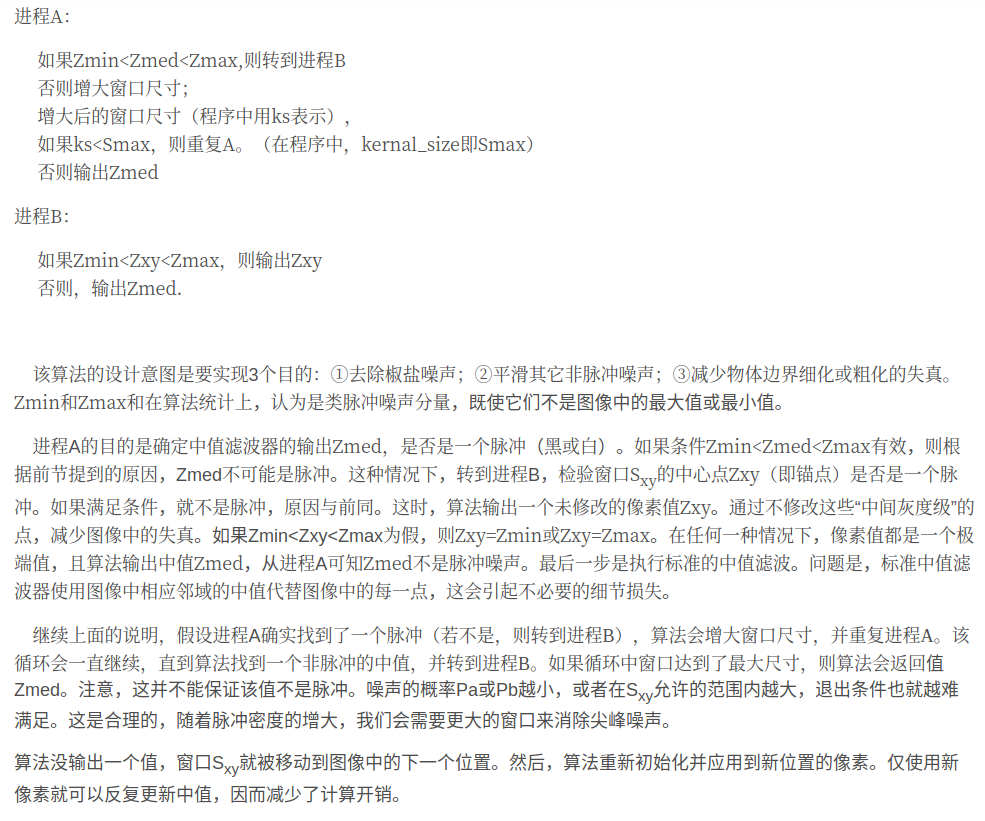 进程A：
如果Zmin<Zmed<Zmax,则转到进程B
否则增大窗口尺寸；
增大后的窗口尺寸（程序中用ks表示），
如果ks<Smax，则重复A。（在程序中，kernal_size即Smax）
否则输出Zmed
进程B：
如果Zmin<Zxy<Zmax，则输出Zxy
否则，输出Zmed.
该算法的设计意图是要实现3个目的：①去除椒盐噪声；②平滑其它非脉冲噪声；③减少物体边界细化或粗化的失真。
Zmin和Zmax和在算法统计上，认为是类脉冲噪声分量，既使它们不是图像中的最大值或最小值。
进程A的目的是确定中值滤波器的输出Zmed，是否是一个脉冲（黑或白）。如果条件Zmin<Zmed<Zmax有效，则根
据前节提到的原因，Zmed不可能是脉冲。这种情况下，转到进程B，检验窗口Sxy的中心点Zxy（即锚点）是否是一个脉
冲。如果满足条件，就不是脉冲，原因与前同。这时，算法输出一个未修改的像素值Zxy。通过不修改这些“中间灰度级”的
点，减少图像中的失真。如果Zmin<Zxy<Zmax为假，则Zxy=Zmin或Zxy=Zmax。在任何一种情况下，像素值都是一个极
端值，且算法输出中值Zmed，从进程A可知Zmed不是脉冲噪声。最后一步是执行标准的中值滤波。问题是，标准中值滤
波器使用图像中相应邻域的中值代替图像中的每一点，这会引起不必要的细节损失。
继续上面的说明，假设进程A确实找到了一个脉冲（若不是，则转到进程B），算法会增大窗口尺寸，并重复进程A。该
循环会一直继续，直到算法找到一个非脉冲的中值，并转到进程B。如果循环中窗口达到了最大尺寸，则算法会返回值
Zmed。注意，这并不能保证该值不是脉冲。噪声的概率Pa或Pb越小，或者在Sxy允许的范围内越大，退出条件也就越难
满足。这是合理的，随着脉冲密度的增大，我们会需要更大的窗口来消除尖峰噪声。
算法没输出一个值，窗口Sxy就被移动到图像中的下一个位置。然后，算法重新初始化并应用到新位置的像素。仅使用新
像素就可以反复更新中值，因而减少了计算开销。